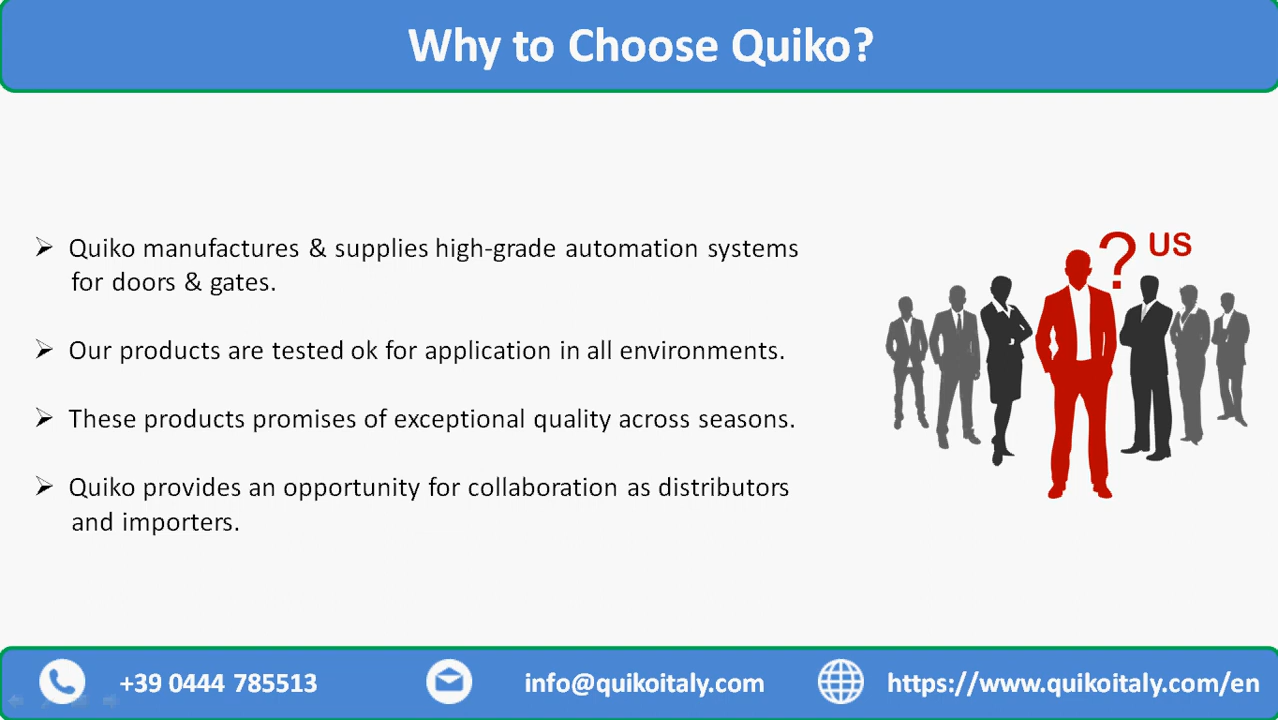 Why to Choose Quiko?
Quiko manufactures & supplies high-grade automation systems
for doors & gates.
Our products are tested ok for application in all environments.
These products promises of exceptional quality across seasons.
Quiko provides an opportunity for collaboration as distributors
and importers.
? US
+39 0444 785513
info@quikoitaly.com
https://www.quikoitaly.com/en